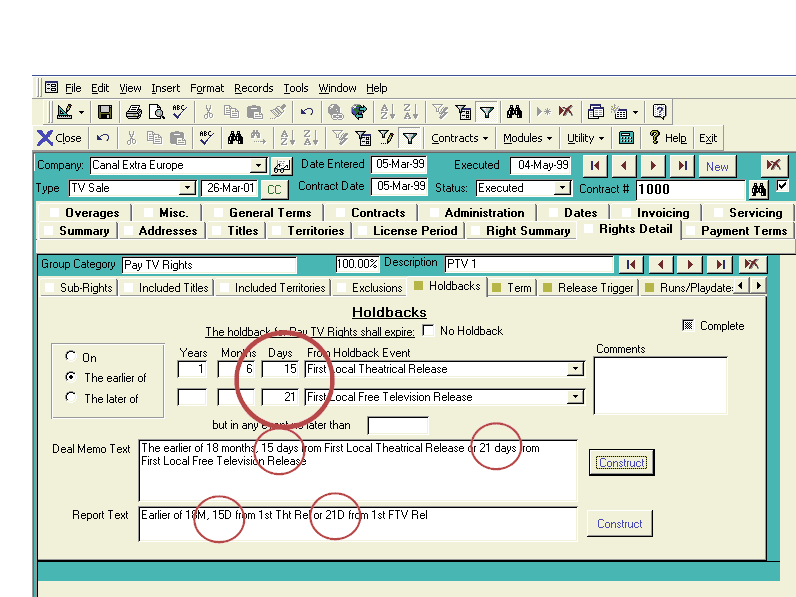 File Edit View Insert Format Records Tools Window Help
Close Contracts Modules Utility Help Exit
Company: Canal Extra Europe Date Entered 05-Mar-99 Executed 04-May-99 New
Type TV Sale 26-Mar-01 CC Contract Date 05-Mar-99 Status: Executed Contract # 1000
Overages Misc. General Terms Contracts Administration Dates Invoicing Servicing
Summary Addresses Titles Territories License Period Right Summary Rights Detail Payment Terms
Group Category Pay TV Rights 100.00% Description PTV 1
Sub-Rights Included Titles Included Territories Exclusions Holdbacks Term Release Trigger Runs/Playdate
Holdbacks
The holdback for Pay TV Rights shall expire: No Holdback Complete
Years Months Days From Holdback Event Comments
On
1 6 15 First Local Theatrical Release
The earlier of
21 First Local Free Television Release
The later of
but in any event no later than
Deal Memo Text The earlier of 18 months, 15 days from First Local Theatrical Release or 21 days from
First Local Free Television Release
Construct
Report Text Earlier of 18M, 15D from 1st Tht Rel or 21D from 1st FTV Rel
Construct